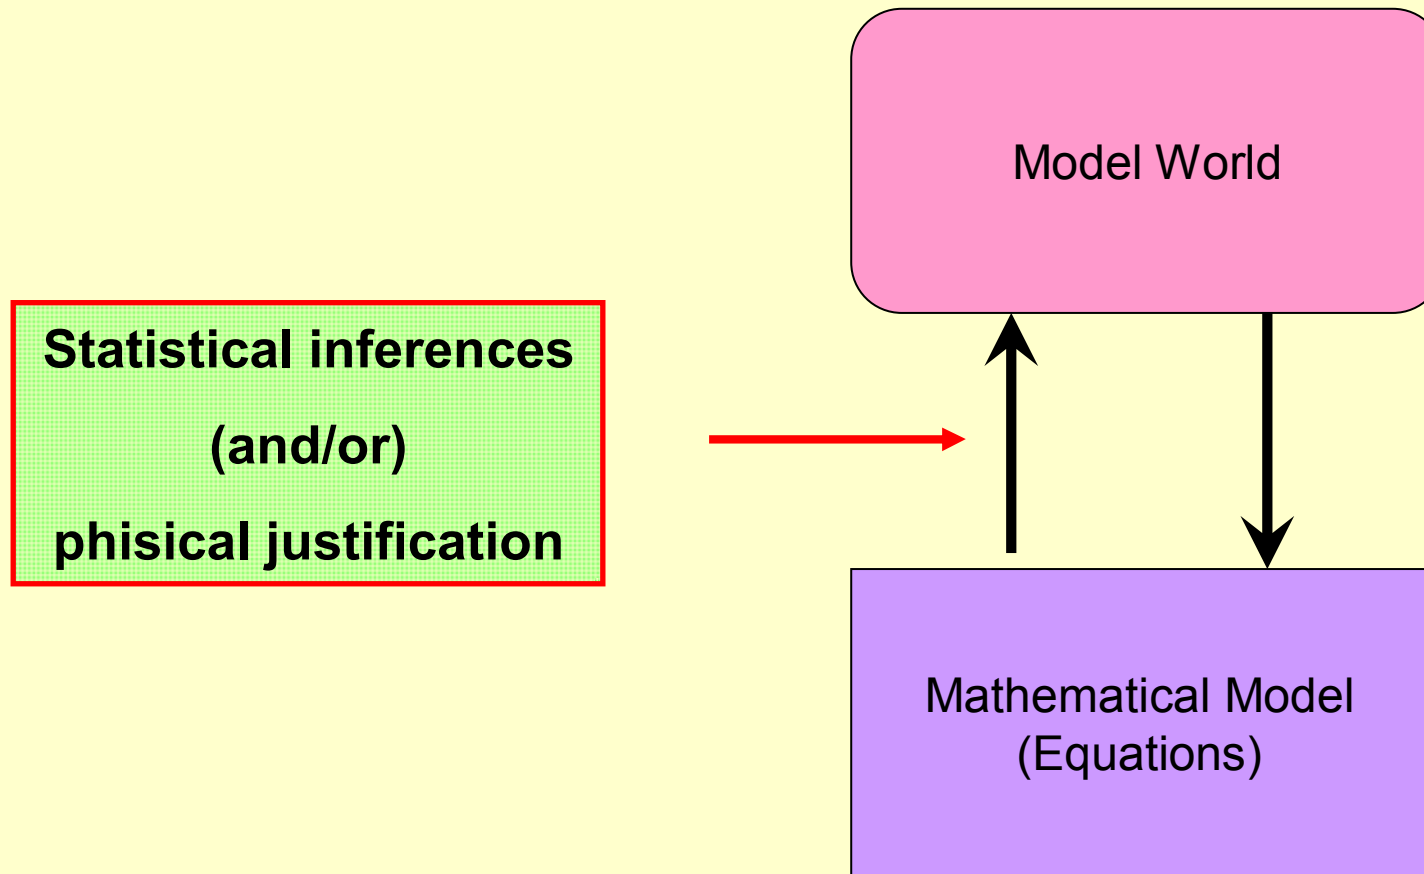 Model World
Statistical inferences
(and/or)
phisical justification
Mathematical Model
(Equations)